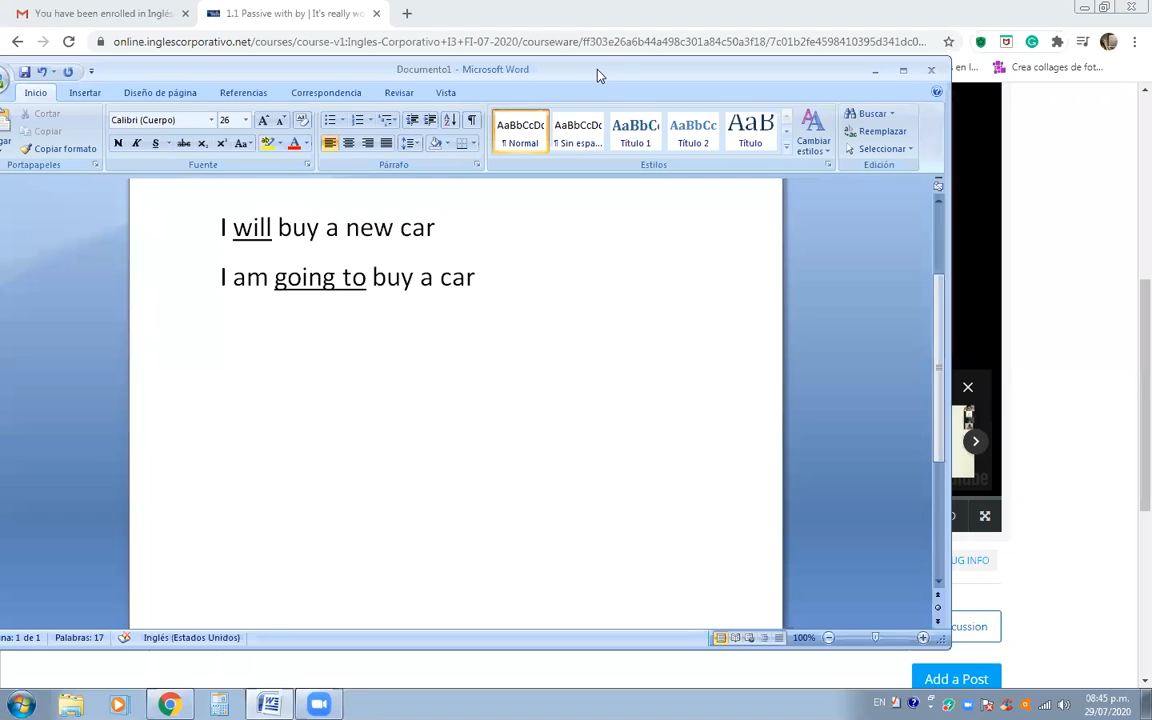 You have been enrolled in Inglés
1.1 Passive with by | It's really wo
online.inglescorporativo.net/courses/course-v1:Ingles-Corporativo+I3+FI-07-2020/courseware/ff303e26a6b44a498c301a84c50a3f18/7c01b2fe4598410395d341dc0...
en l...
Crea collages de fot...
Documento1 - Microsoft Word
Inicio Insertar Diseño de página Referencias Correspondencia Revisar Vista
Cortar
Copiar
Copiar formato
Portapapeles
Calibri (Cuerpo) 26
Fuente
Párrafo
AaBbCcDc AaBbCcDc AaBbC AaBbCc AaB
¶ Normal ¶ Sin espa... Título 1 Título 2 Título
Cambiar estilos
Estilos
Buscar
Reemplazar
Seleccionar
Edición
I will buy a new car
I am going to buy a car
UG INFO
cussion
Add a Post
na: 1 de 1 Palabras: 17 Inglés (Estados Unidos) 100%
EN 08:45 p.m.
29/07/2020